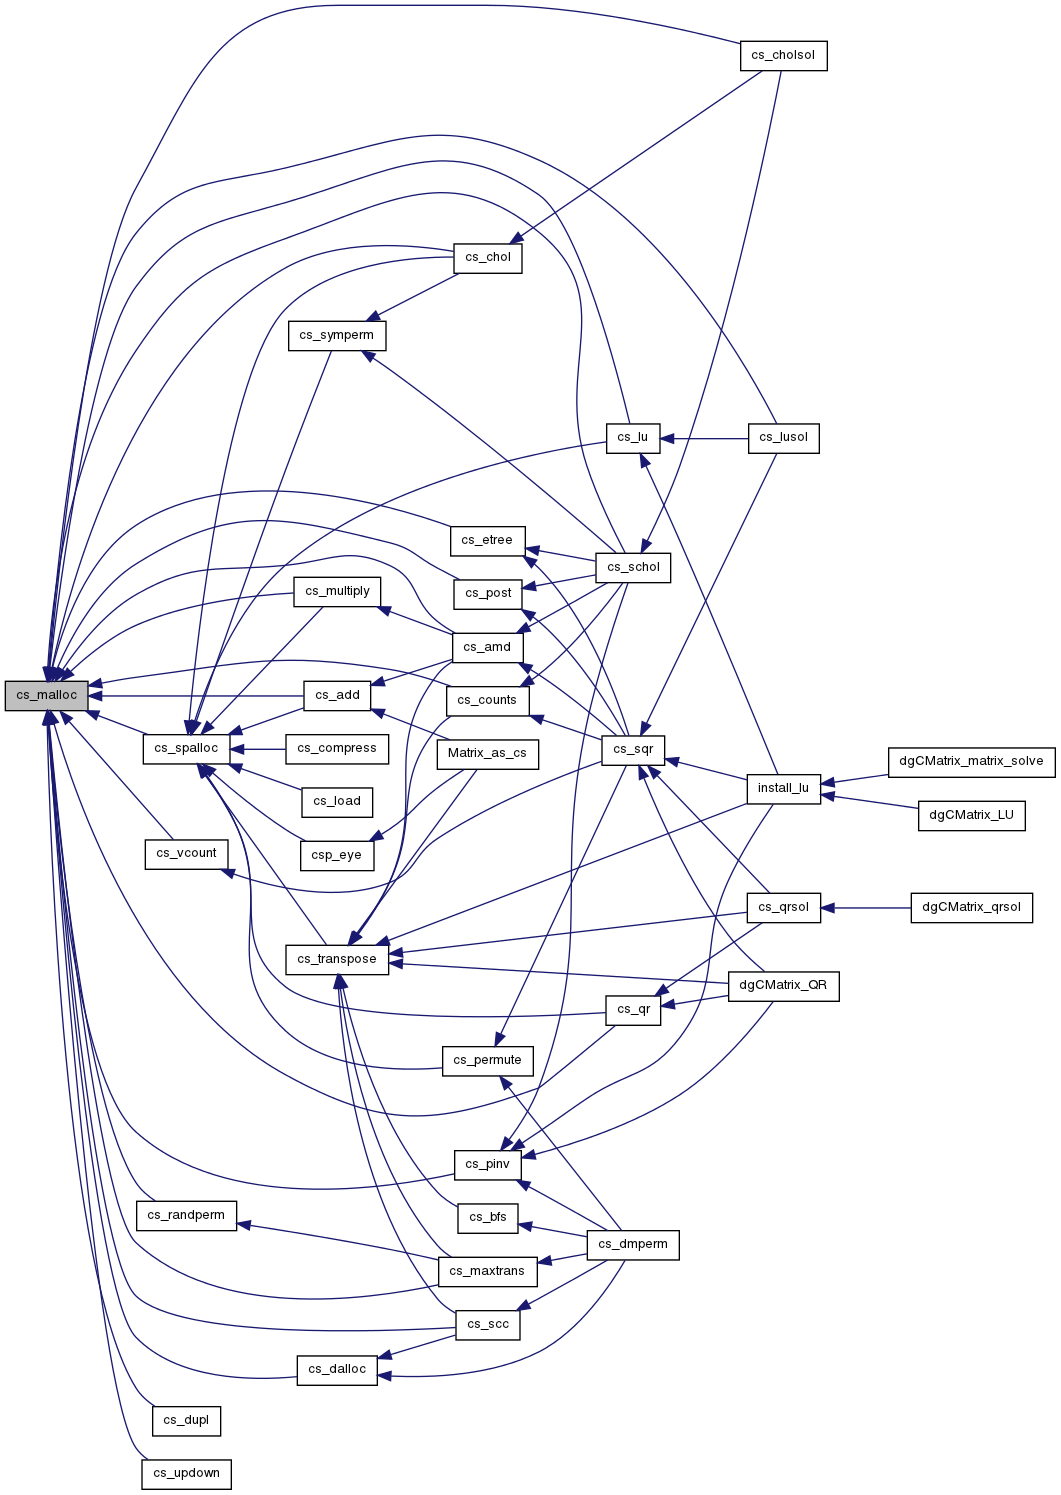 cs_cholsol
cs_chol
cs_symperm
cs_lu
cs_lusol
cs_etree
cs_schol
cs_multiply
cs_post
cs_amd
cs_malloc
cs_add
cs_counts
cs_spalloc
cs_compress
Matrix_as_cs
cs_sqr
dgCMatrix_matrix_solve
install_lu
cs_load
dgCMatrix_LU
cs_vcount
csp_eye
cs_qrsol
dgCMatrix_qrsol
cs_transpose
dgCMatrix_QR
cs_qr
cs_permute
cs_pinv
cs_randperm
cs_bfs
cs_dmperm
cs_maxtrans
cs_scc
cs_dalloc
cs_dupl
cs_updown